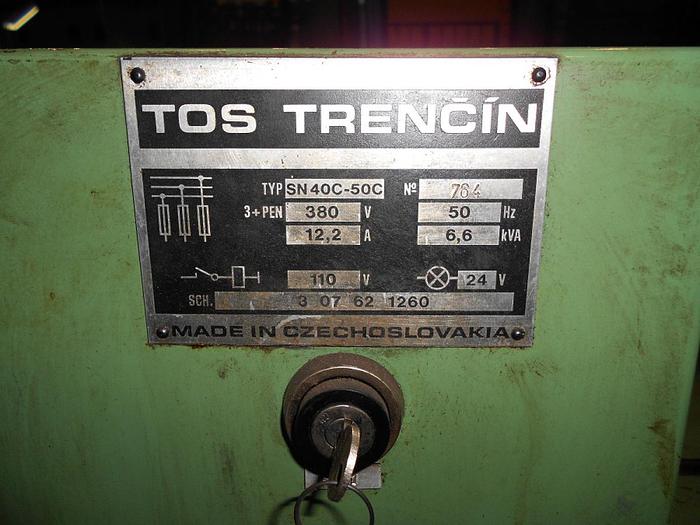 TOS TRENČÍN
TYP SN 40C-50C Nº 764
3+PEN 380 V 50 Hz
12,2 A 6,6 kVA
110 V 24 V
SCH. 3 07 62 1260
MADE IN CZECHOSLOVAKIA